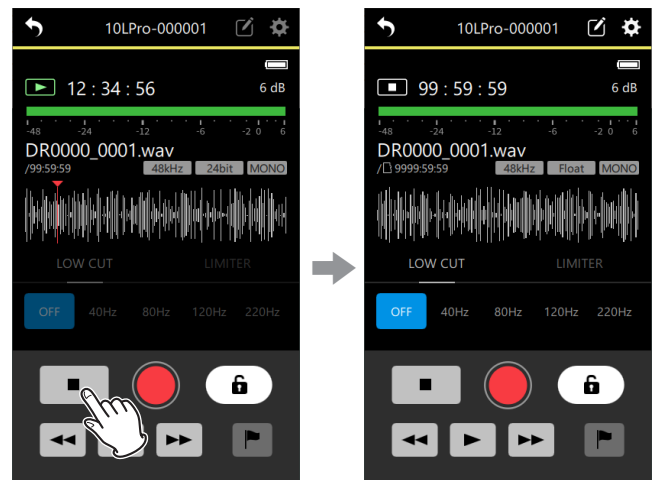 10LPro-000001
12 : 34 : 56
6 dB
-48 -24 -12 -6 -2 0 6
DR0000_0001.wav
/99:59:59 48kHz 24bit MONO
LOW CUT LIMITER
OFF 40Hz 80Hz 120Hz 220Hz
10LPro-000001
99 : 59 : 59
6 dB
-48 -24 -12 -6 -2 0 6
DR0000_0001.wav
/ 9999:59:59 48kHz Float MONO
LOW CUT LIMITER
OFF 40Hz 80Hz 120Hz 220Hz